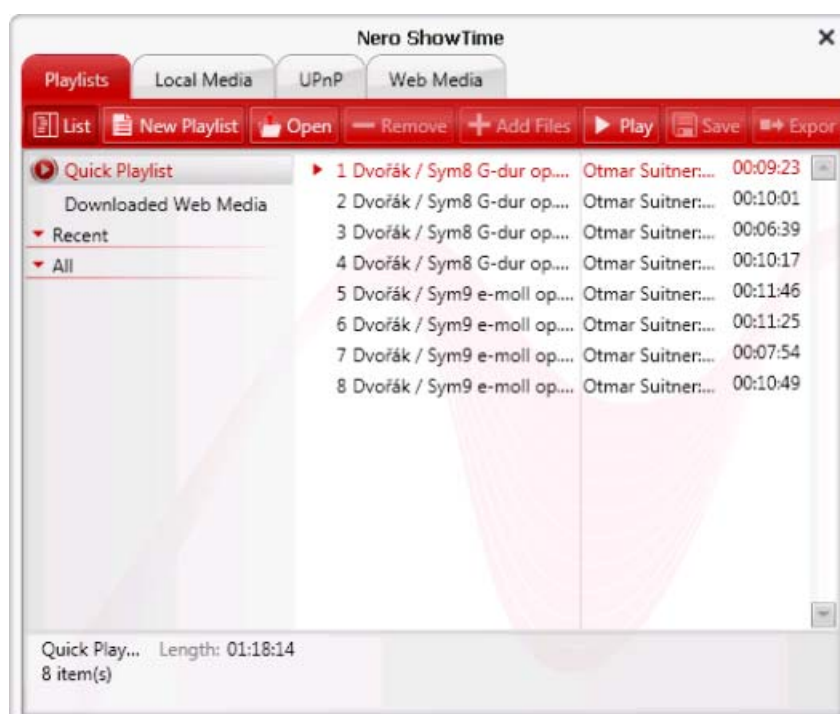 Nero ShowTime
Playlists Local Media UPnP Web Media
List New Playlist Open Remove Add Files Play Save Export
Quick Playlist
Downloaded Web Media
Recent
All
1 Dvořák / Sym8 G-dur op.... Otmar Suitner:... 00:09:23
2 Dvořák / Sym8 G-dur op.... Otmar Suitner:... 00:10:01
3 Dvořák / Sym8 G-dur op.... Otmar Suitner:... 00:06:39
4 Dvořák / Sym8 G-dur op.... Otmar Suitner:... 00:10:17
5 Dvořák / Sym9 e-moll op.... Otmar Suitner:... 00:11:46
6 Dvořák / Sym9 e-moll op.... Otmar Suitner:... 00:11:25
7 Dvořák / Sym9 e-moll op.... Otmar Suitner:... 00:07:54
8 Dvořák / Sym9 e-moll op.... Otmar Suitner:... 00:10:49
Quick Play... Length: 01:18:14
8 item(s)